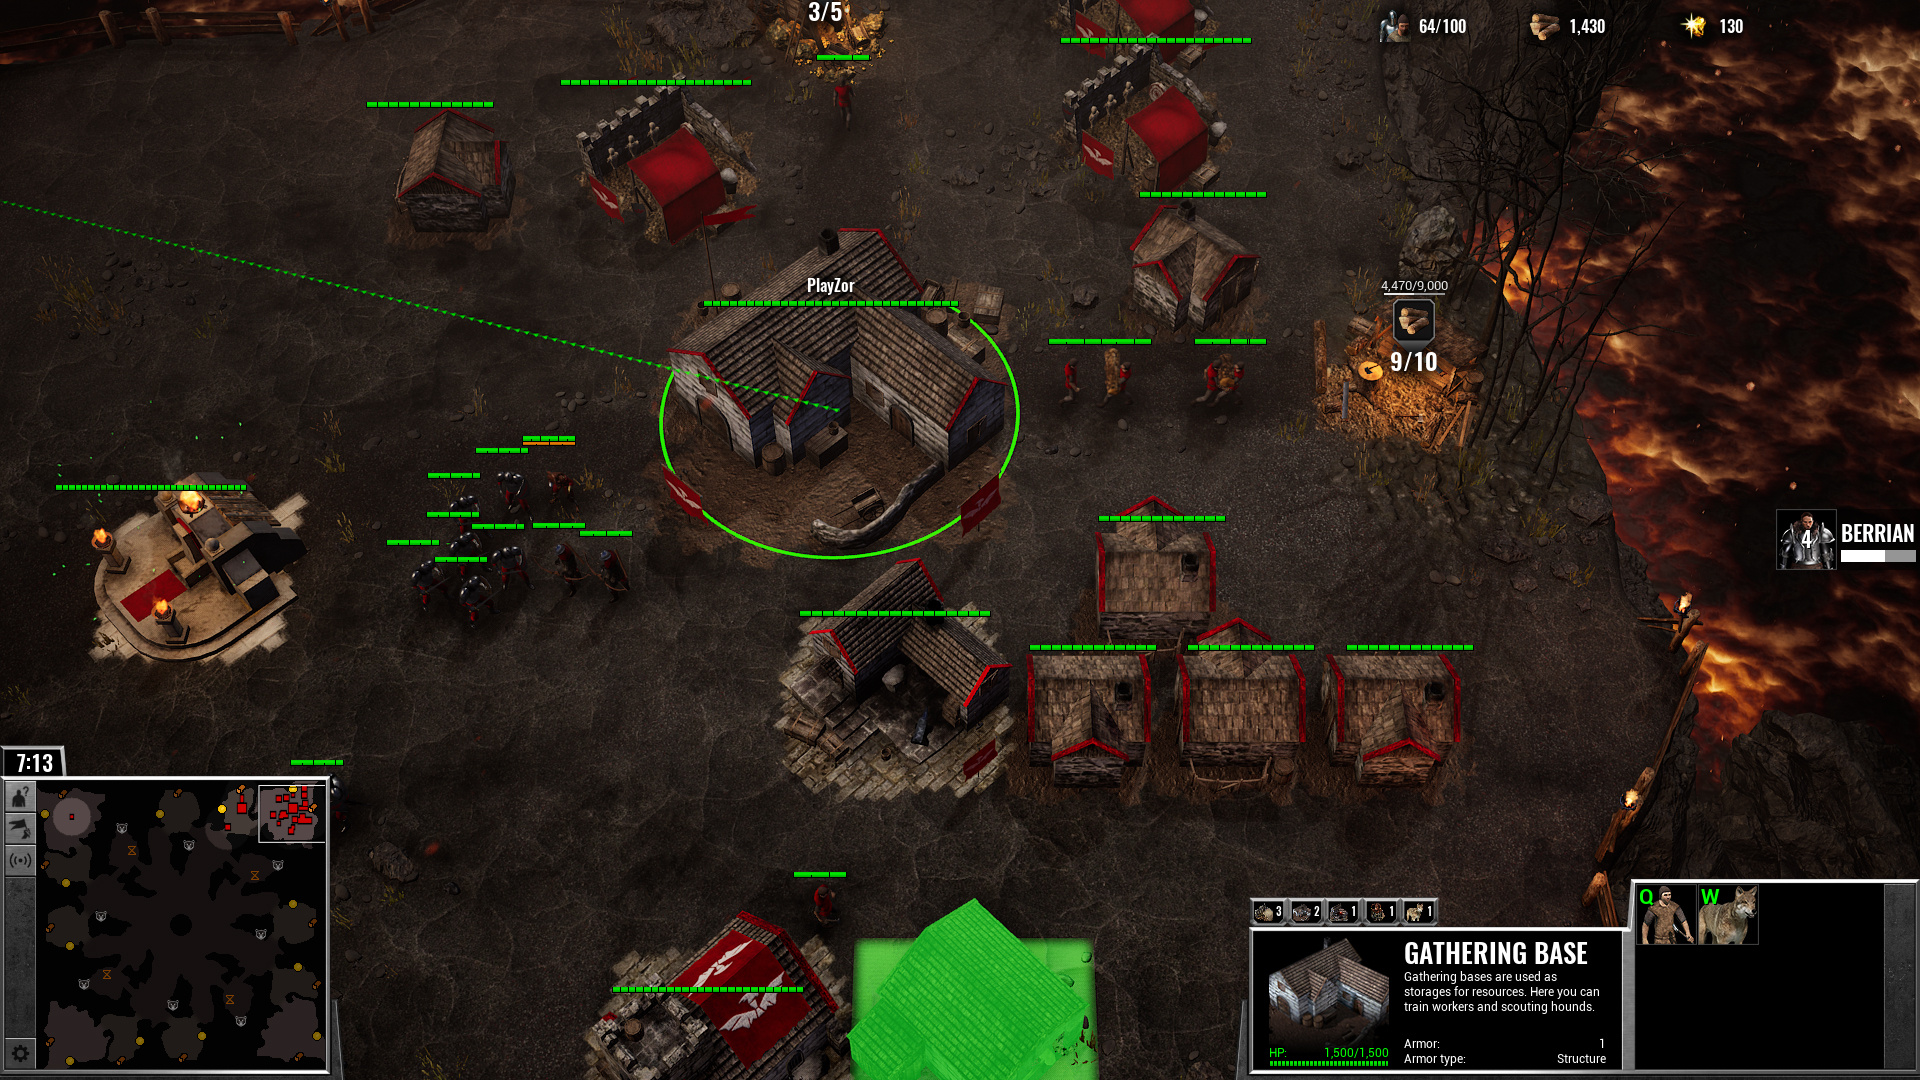 3/5
64/100
1,430
130
PlayZor
4,470/9,000
9/10
4
BERRIAN
7:13
3
2
1
1
1
Q
W
GATHERING BASE
Gathering bases are used as
storages for resources. Here you can
train workers and scouting hounds.
HP: 1,500/1,500
Armor: 1
Armor type: Structure